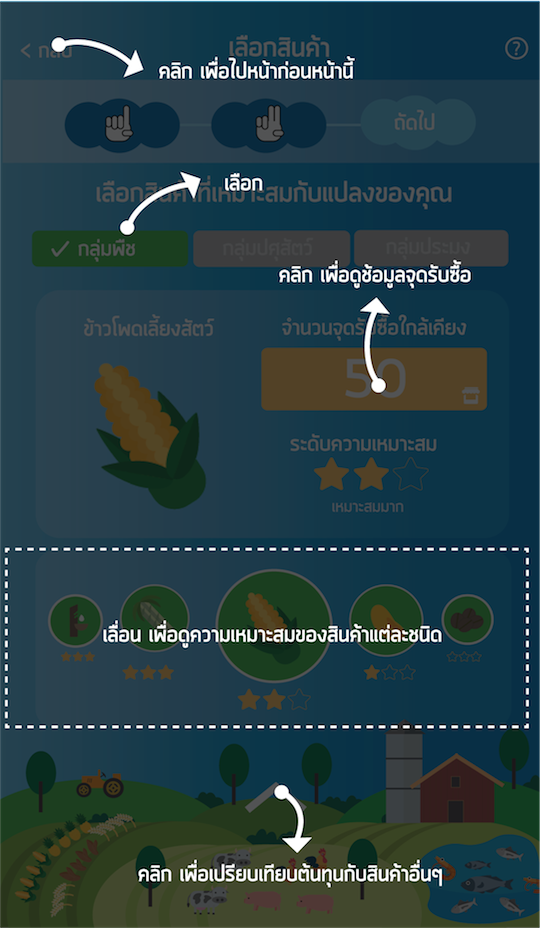 < กลับ
เลือกสินค้า
?
คลิก เพื่อไปหน้าก่อนหน้านี้
ถัดไป
เลือก
เลือกสินค้าที่เหมาะสมกับแปลงของคุณ
กลุ่มพืช
กลุ่มปศุสัตว์
กลุ่มประมง
คลิก เพื่อดูข้อมูลจุดรับซื้อ
ข้าวโพดเลี้ยงสัตว์
จำนวนจุดรับซื้อใกล้เคียง
50
ระดับความเหมาะสม
เหมาะสมมาก
เลื่อน เพื่อดูความเหมาะสมของสินค้าแต่ละชนิด
คลิก เพื่อเปรียบเทียบต้นทุนกับสินค้าอื่นๆ